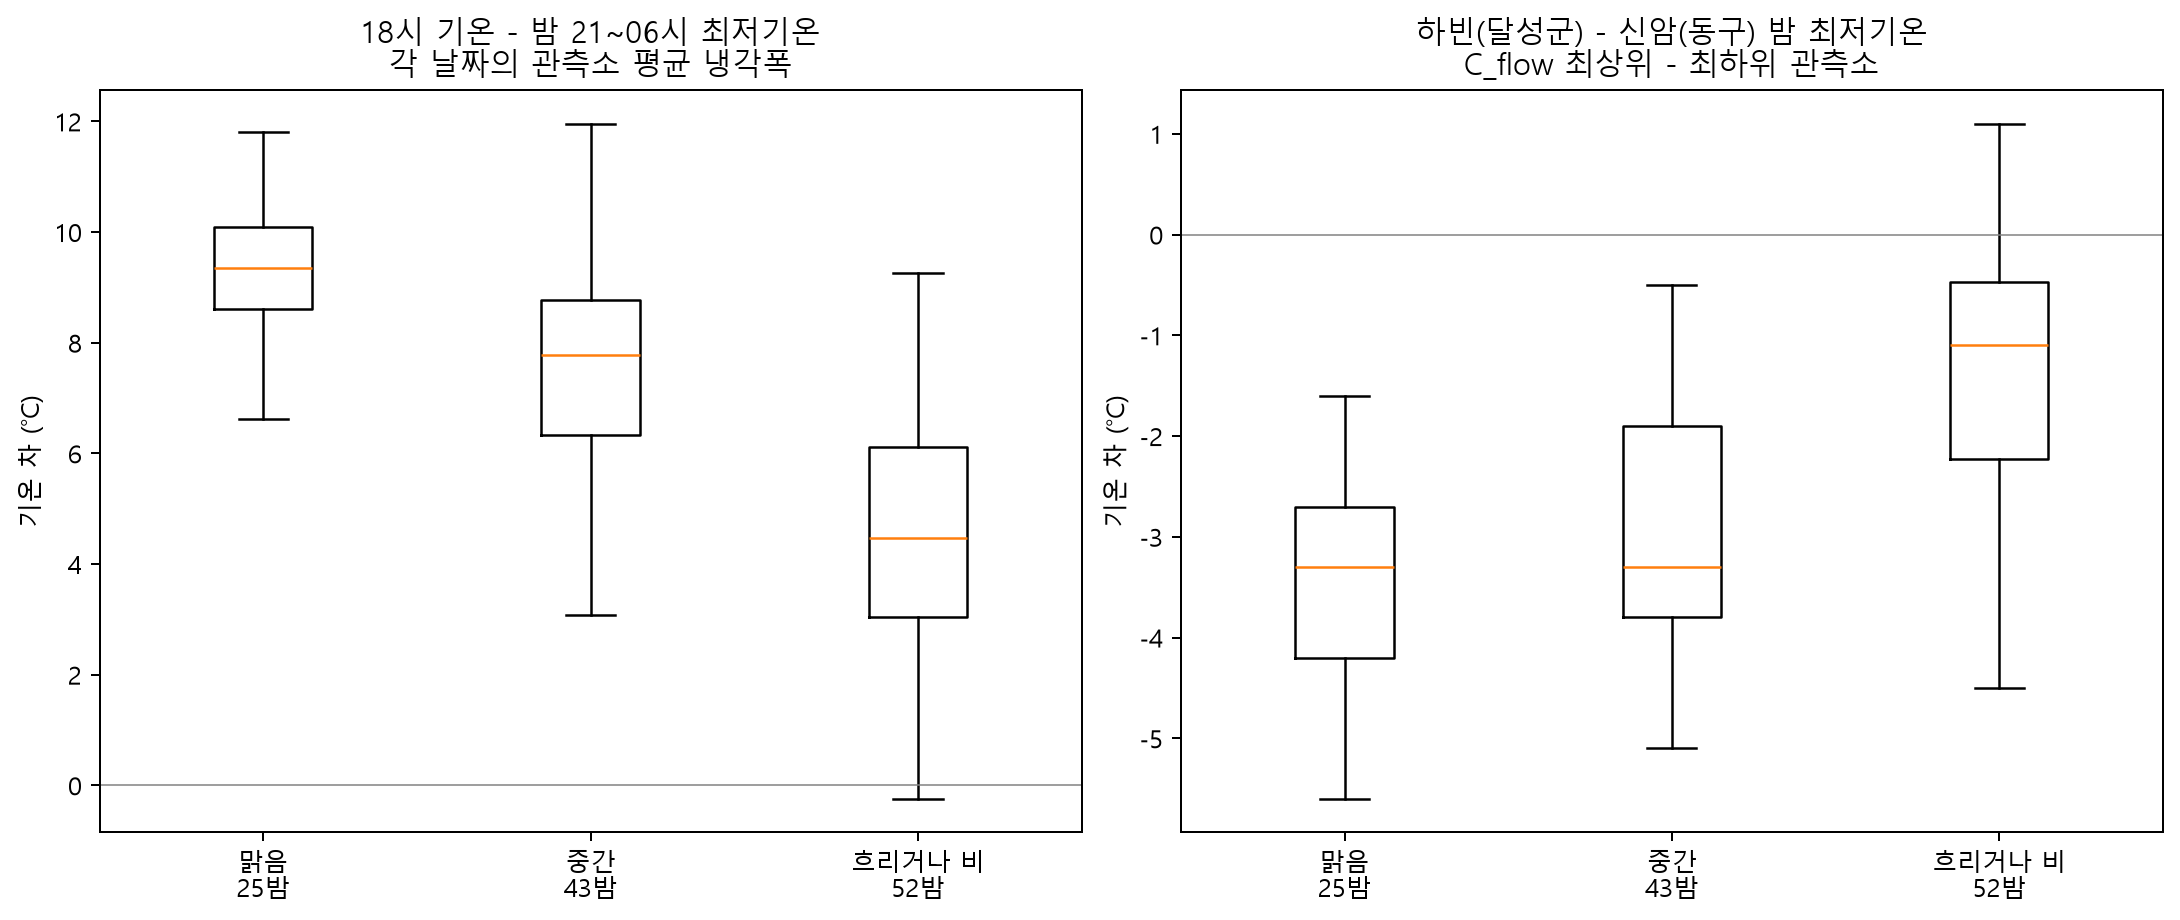 18시 기온 - 밤 21~06시 최저기온
각 날짜의 관측소 평균 냉각폭
기온 차 (°C)
12
10
8
6
4
2
0
맑음
25밤
중간
43밤
흐리거나 비
52밤
하빈(달성군) - 신암(동구) 밤 최저기온
C_flow 최상위 - 최하위 관측소
기온 차 (°C)
1
0
-1
-2
-3
-4
-5
맑음
25밤
중간
43밤
흐리거나 비
52밤